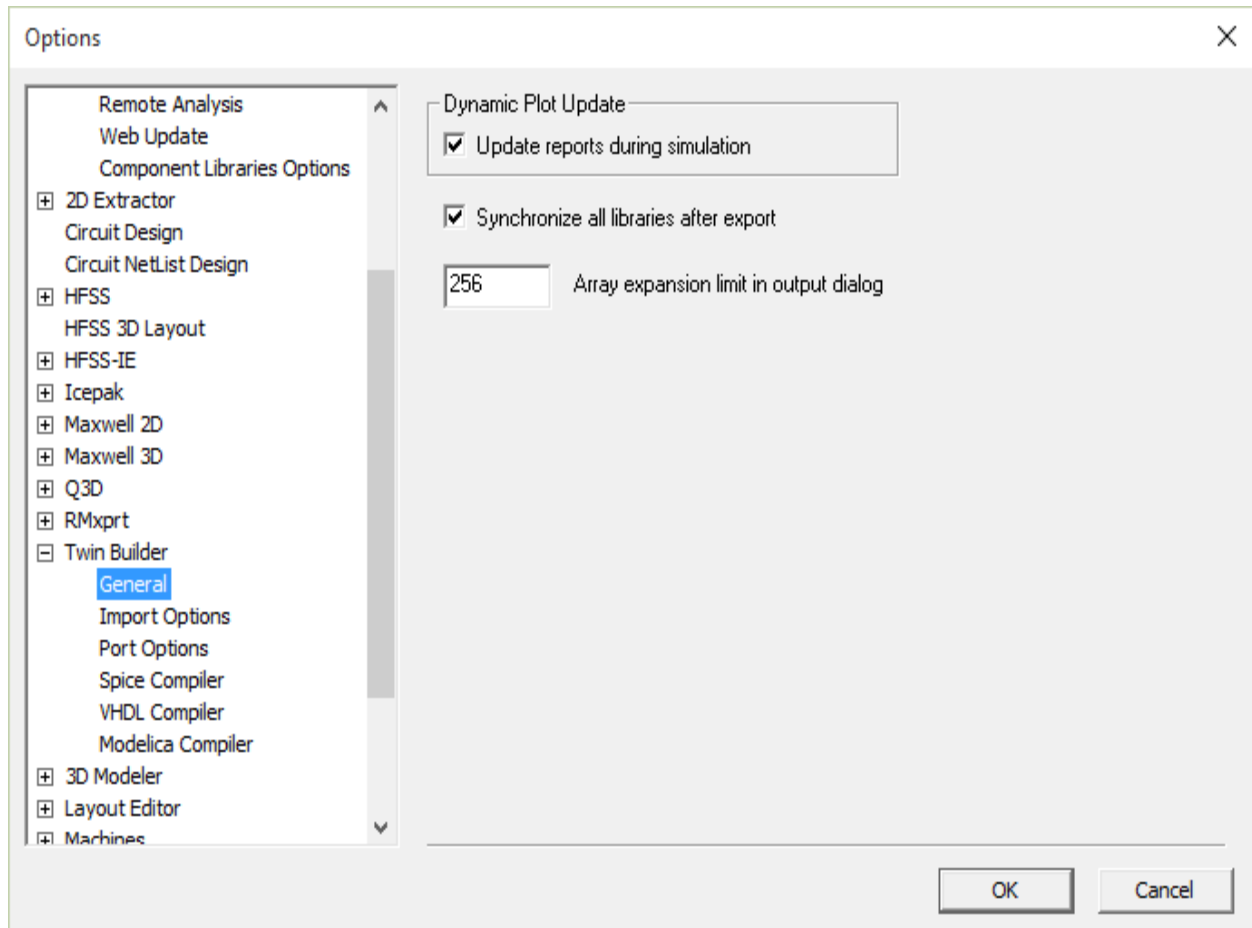 Options
Remote Analysis
Web Update
Component Libraries Options
2D Extractor
Circuit Design
Circuit NetList Design
HFSS
HFSS 3D Layout
HFSS-IE
Icepak
Maxwell 2D
Maxwell 3D
Q3D
RMxprt
Twin Builder
General
Import Options
Port Options
Spice Compiler
VHDL Compiler
Modelica Compiler
3D Modeler
Layout Editor
Machines
Dynamic Plot Update
Update reports during simulation
Synchronize all libraries after export
256 Array expansion limit in output dialog
OK Cancel